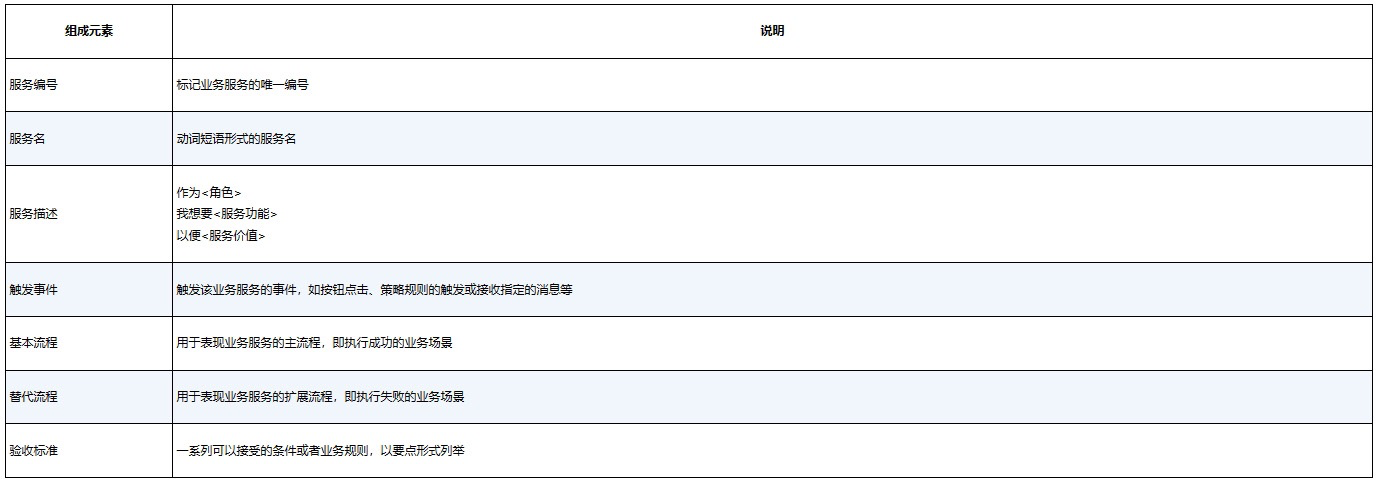 组成元素
说明
服务编号
标记业务服务的唯一编号
服务名
动词短语形式的服务名
服务描述
作为<角色>
我想要<服务功能>
以便<服务价值>
触发事件
触发该业务服务的事件，如按钮点击、策略规则的触发或接收指定的消息等
基本流程
用于表现业务服务的主流程，即执行成功的业务场景
替代流程
用于表现业务服务的扩展流程，即执行失败的业务场景
验收标准
一系列可以接受的条件或者业务规则，以要点形式列举